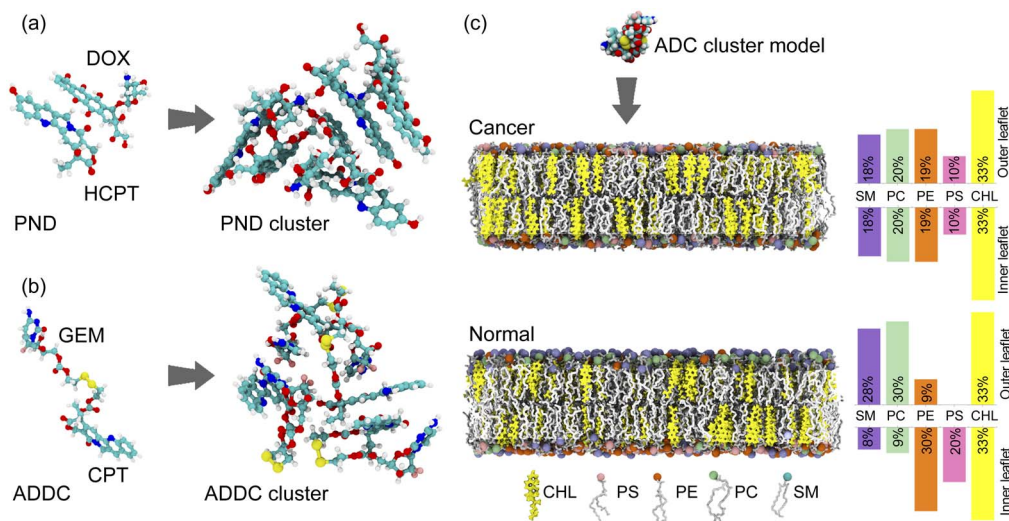 (a)
DOX
HCPT
PND
PND cluster
(b)
GEM
CPT
ADDC
ADDC cluster
(c)
ADC cluster model
Cancer
18%
20%
19%
10%
33%
Outer leaflet
SM PC PE PS CHL
18%
20%
19%
10%
33%
Inner leaflet
Normal
28%
30%
9%
33%
Outer leaflet
SM PC PE PS CHL
8%
9%
30%
20%
33%
Inner leaflet
CHL PS PE PC SM